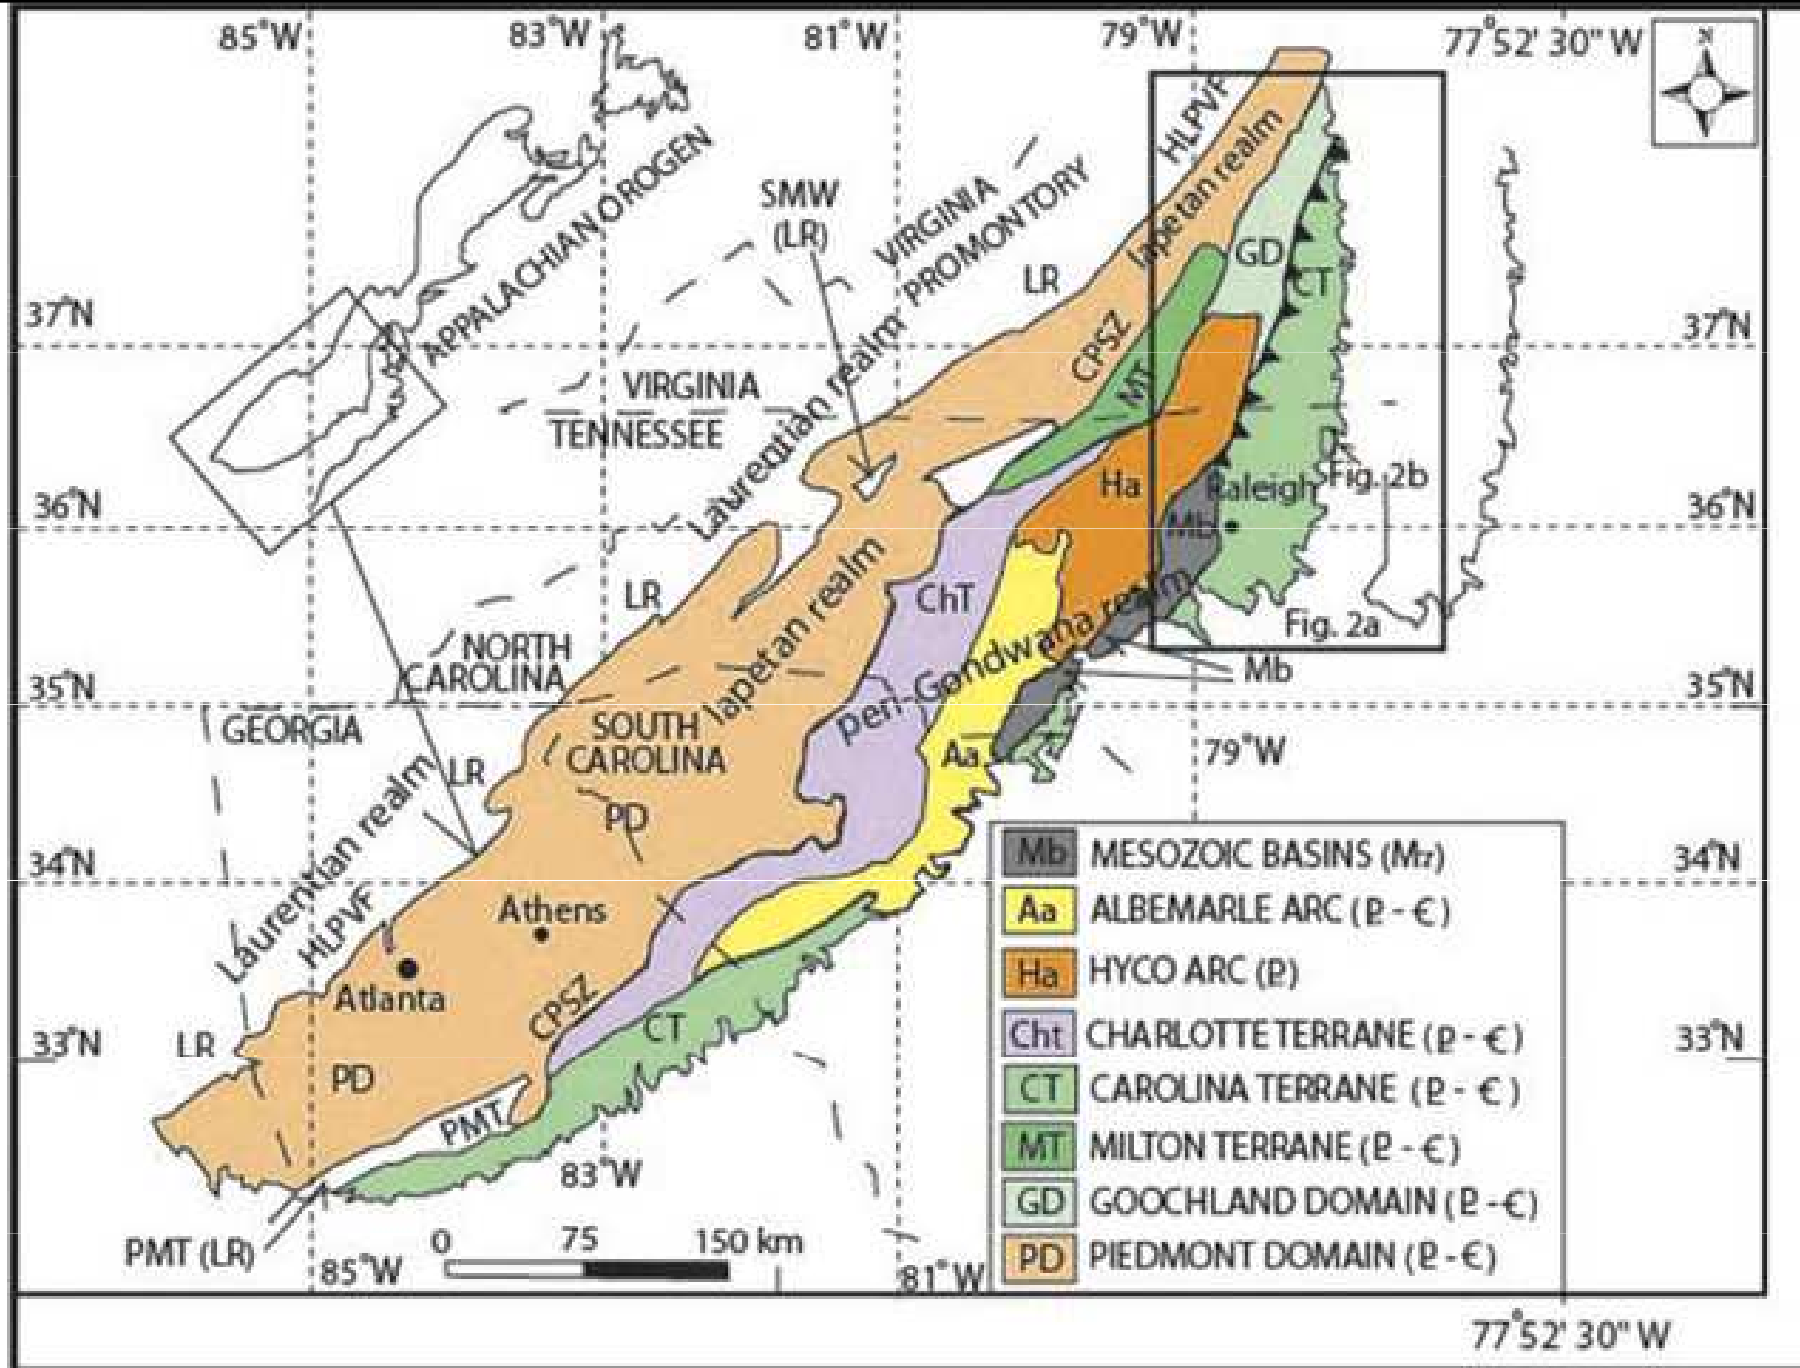 85°W
83°W
81°W
79°W
77°52' 30" W
N
HLPVF
Iapetan realm
APPALACHIAN OROGEN
SMW
(LR)
VIRGINIA
PROMONTORY
LR
GD
CT
37°N
37°N
CPSZ
MT
VIRGINIA
TENNESSEE
Laurentian realm
Ha
Raleigh
Fig. 2b
36°N
36°N
Mb
LR
Iapetan realm
ChT
Peri-Gondwana realm
Fig. 2a
NORTH
CAROLINA
Mb
35°N
35°N
GEORGIA
SOUTH
CAROLINA
LR
Aa
79°W
PD
Laurentian realm
34°N
34°N
HLPVF
Athens
Atlanta
CPSZ
CT
33°N
33°N
LR
PD
PMT
83°W
PMT (LR)
0 75 150 km
85°W
81°W
Mb MESOZOIC BASINS (Mz)
Aa ALBEMARLE ARC (Ꝑ - Ꞓ)
Ha HYCO ARC (Ꝑ)
Cht CHARLOTTE TERRANE (Ꝑ - Ꞓ)
CT CAROLINA TERRANE (Ꝑ - Ꞓ)
MT MILTON TERRANE (Ꝑ - Ꞓ)
GD GOOCHLAND DOMAIN (Ꝑ - Ꞓ)
PD PIEDMONT DOMAIN (Ꝑ - Ꞓ)
77°52' 30" W